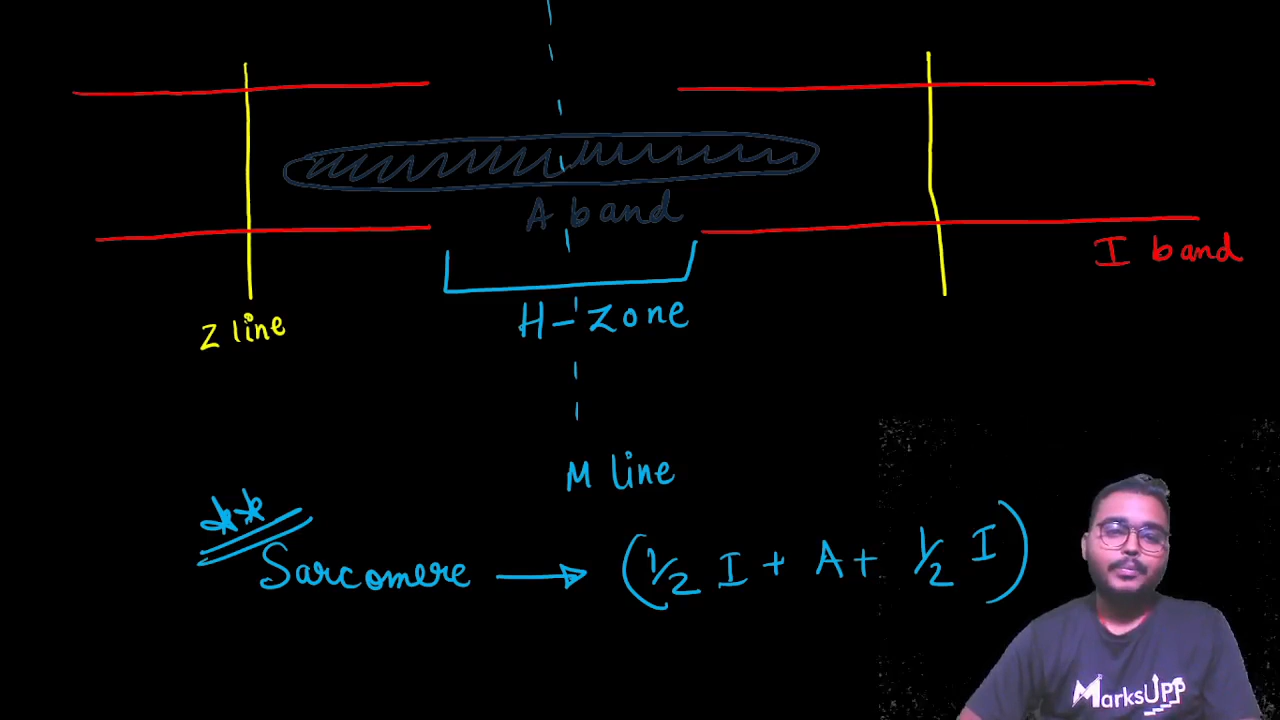 A band
I band
H-Zone
Z line
M line
** Sarcomere → (1/2 I + A + 1/2 I)
MarksUpp